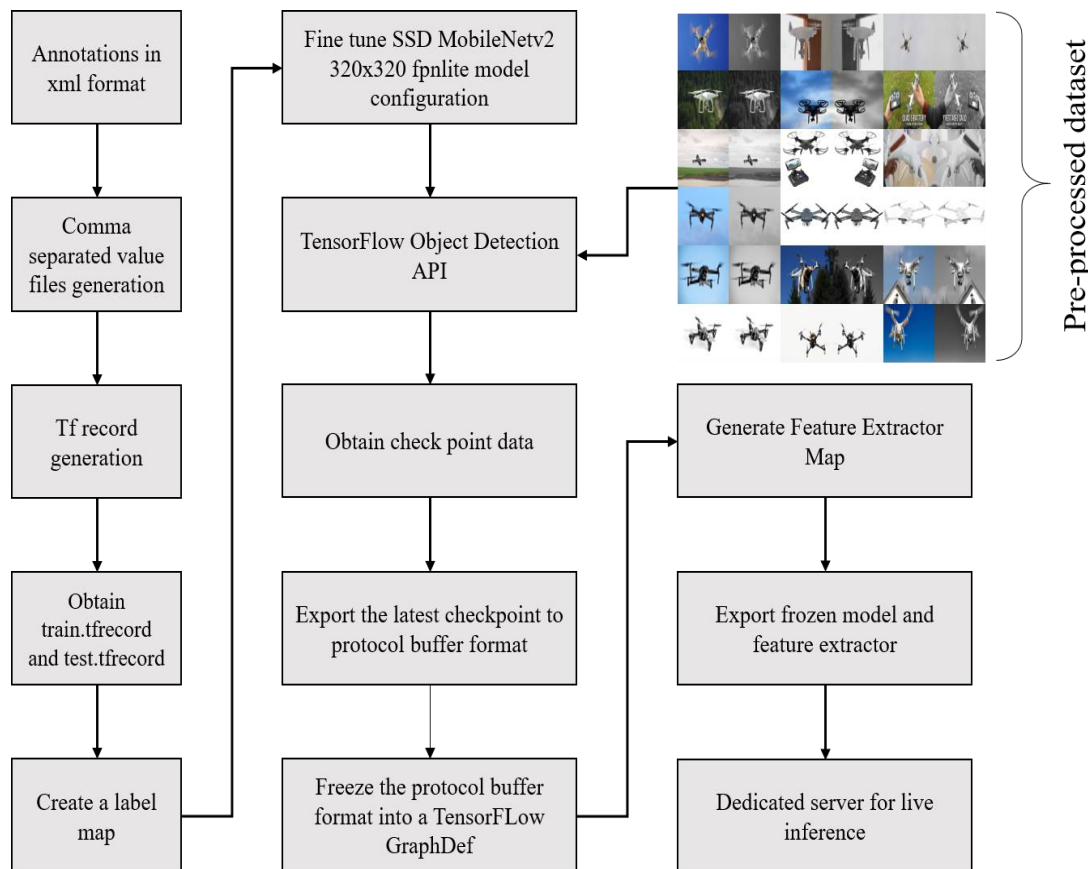 Annotations in
xml format
Comma
separated value
files generation
Tf record
generation
Obtain
train.tfrecord
and test.tfrecord
Create a label
map
Fine tune SSD MobileNetv2
320x320 fpnlite model
configuration
TensorFlow Object Detection
API
Obtain check point data
Export the latest checkpoint to
protocol buffer format
Freeze the protocol buffer
format into a TensorFLow
GraphDef
Pre-processed dataset
Generate Feature Extractor
Map
Export frozen model and
feature extractor
Dedicated server for live
inference